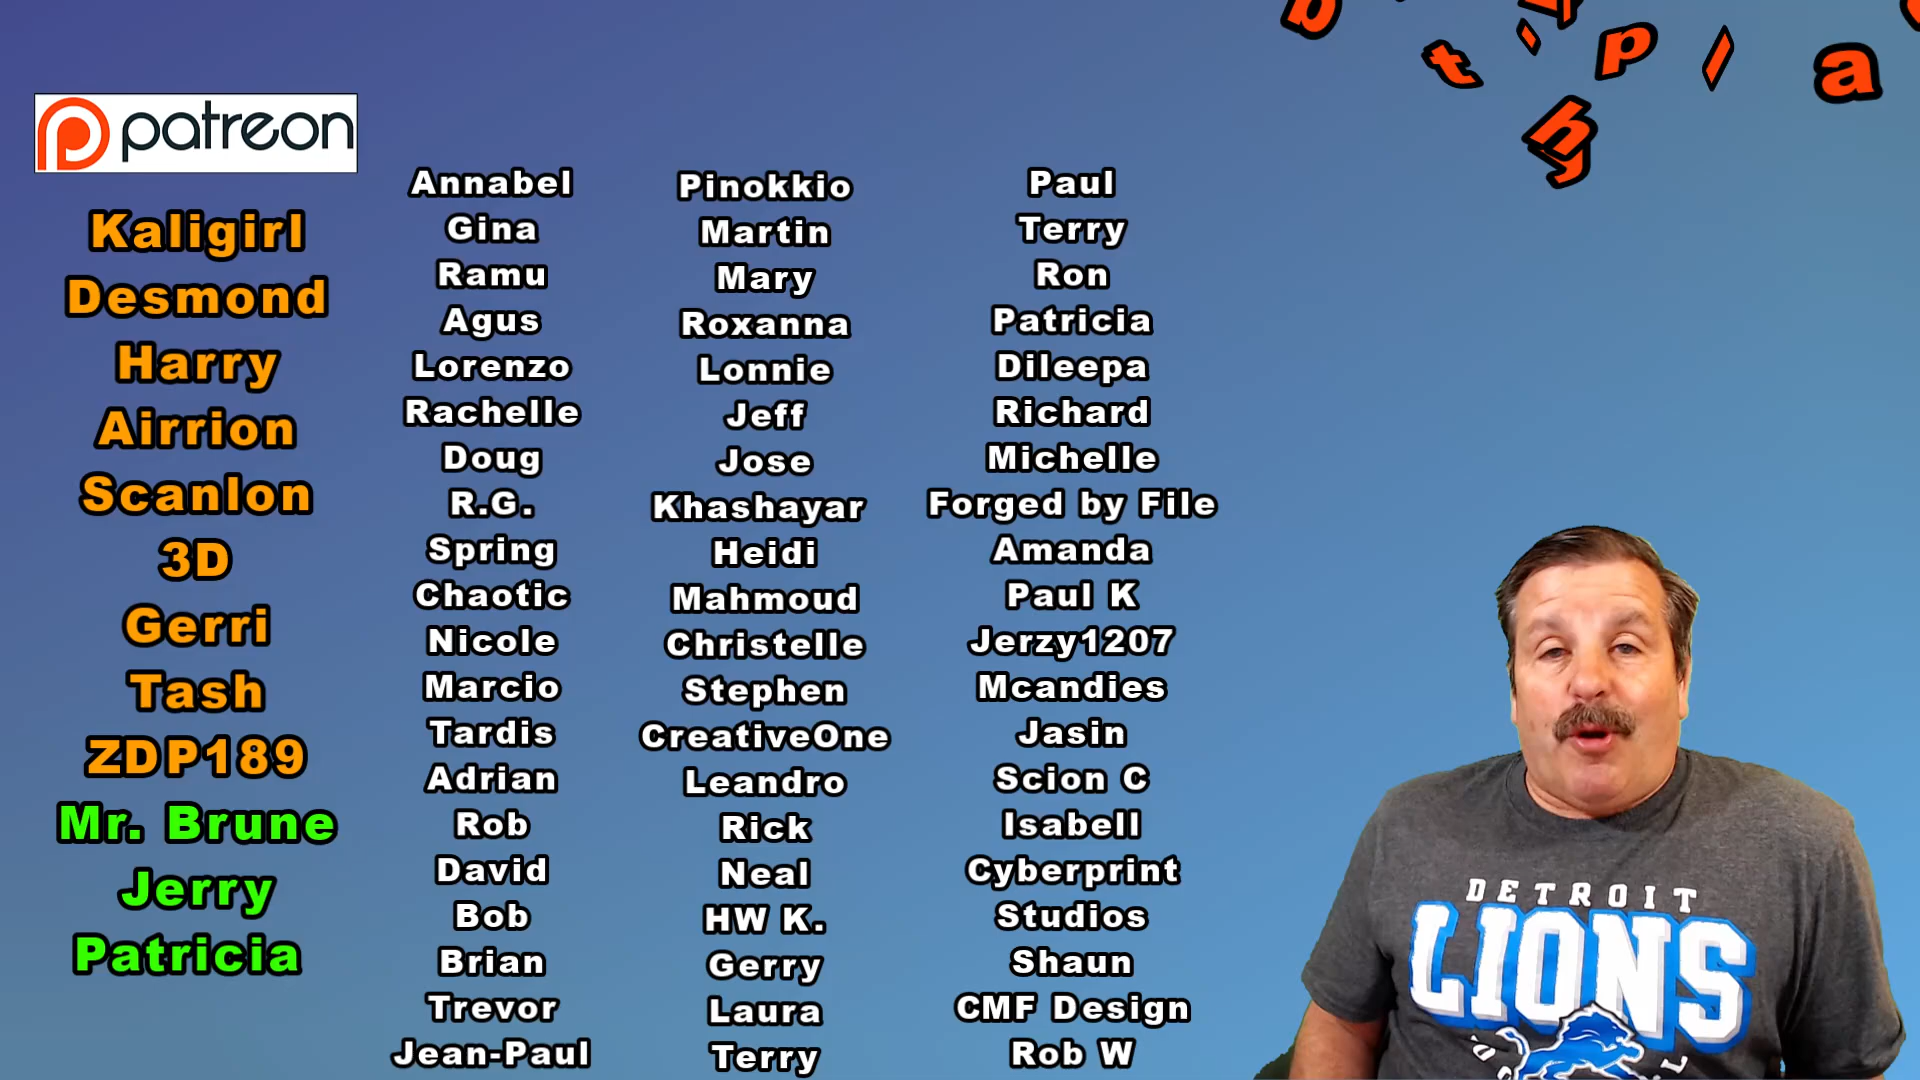 patreon
Kaligirl
Desmond
Harry
Airrion
Scanlon
3D
Gerri
Tash
ZDP189
Mr. Brune
Jerry
Patricia
Annabel
Gina
Ramu
Agus
Lorenzo
Rachelle
Doug
R.G.
Spring
Chaotic
Nicole
Marcio
Tardis
Adrian
Rob
David
Bob
Brian
Trevor
Jean-Paul
Pinokkio
Martin
Mary
Roxanna
Lonnie
Jeff
Jose
Khashayar
Heidi
Mahmoud
Christelle
Stephen
CreativeOne
Leandro
Rick
Neal
HW K.
Gerry
Laura
Terry
Paul
Terry
Ron
Patricia
Dileepa
Richard
Michelle
Forged by File
Amanda
Paul K
Jerzy1207
Mcandies
Jasin
Scion C
Isabell
Cyberprint
Studios
Shaun
CMF Design
Rob W
b
t
p
a
h
DETROIT
LIONS